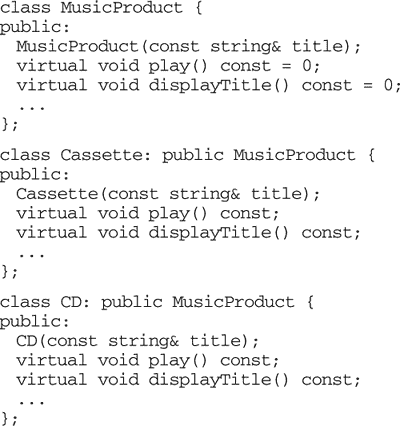 class MusicProduct {
public:
  MusicProduct(const string& title);
  virtual void play() const = 0;
  virtual void displayTitle() const = 0;
  ...
};
class Cassette: public MusicProduct {
public:
  Cassette(const string& title);
  virtual void play() const;
  virtual void displayTitle() const;
  ...
};
class CD: public MusicProduct {
public:
  CD(const string& title);
  virtual void play() const;
  virtual void displayTitle() const;
  ...
};